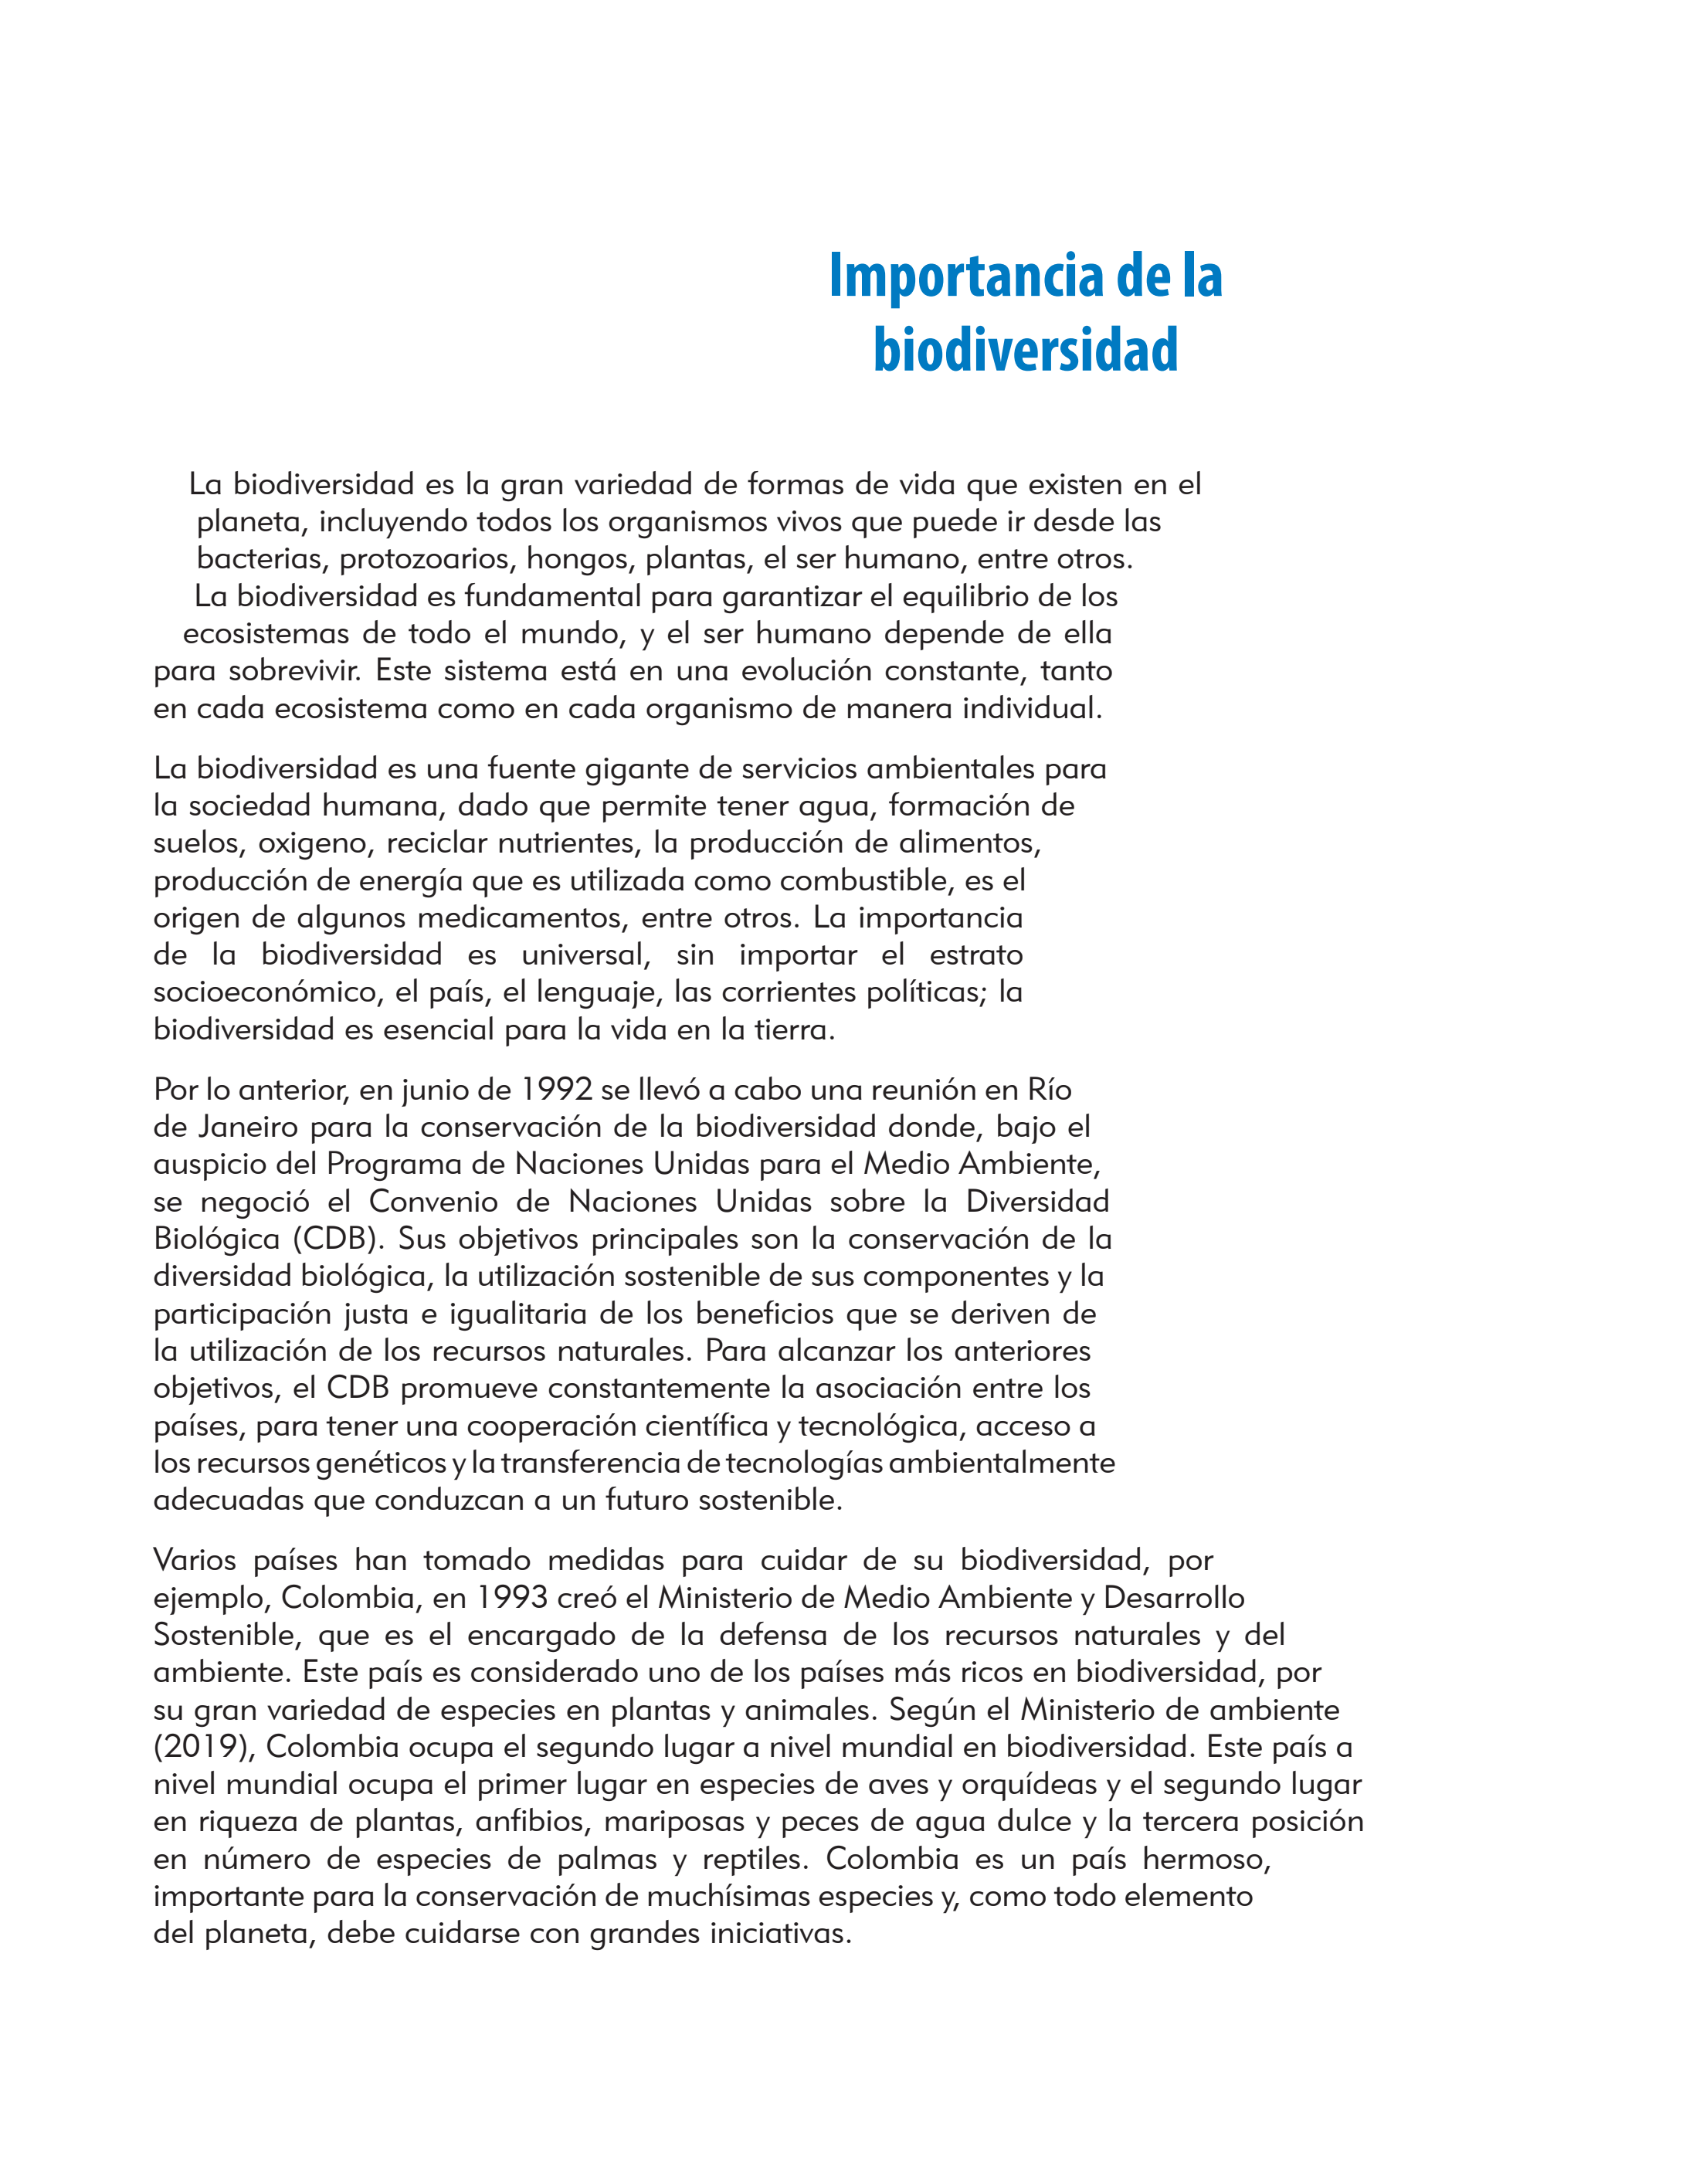 Importancia de la
biodiversidad
La biodiversidad es la gran variedad de formas de vida que existen en el
planeta, incluyendo todos los organismos vivos que puede ir desde las
bacterias, protozoarios, hongos, plantas, el ser humano, entre otros.
La biodiversidad es fundamental para garantizar el equilibrio de los
ecosistemas de todo el mundo, y el ser humano depende de ella
para sobrevivir. Este sistema está en una evolución constante, tanto
en cada ecosistema como en cada organismo de manera individual.
La biodiversidad es una fuente gigante de servicios ambientales para
la sociedad humana, dado que permite tener agua, formación de
suelos, oxigeno, reciclar nutrientes, la producción de alimentos,
producción de energía que es utilizada como combustible, es el
origen de algunos medicamentos, entre otros. La importancia
de la biodiversidad es universal, sin importar el estrato
socioeconómico, el país, el lenguaje, las corrientes políticas; la
biodiversidad es esencial para la vida en la tierra.
Por lo anterior, en junio de 1992 se llevó a cabo una reunión en Río
de Janeiro para la conservación de la biodiversidad donde, bajo el
auspicio del Programa de Naciones Unidas para el Medio Ambiente,
se negoció el Convenio de Naciones Unidas sobre la Diversidad
Biológica (CDB). Sus objetivos principales son la conservación de la
diversidad biológica, la utilización sostenible de sus componentes y la
participación justa e igualitaria de los beneficios que se deriven de
la utilización de los recursos naturales. Para alcanzar los anteriores
objetivos, el CDB promueve constantemente la asociación entre los
países, para tener una cooperación científica y tecnológica, acceso a
los recursos genéticos y la transferencia de tecnologías ambientalmente
adecuadas que conduzcan a un futuro sostenible.
Varios países han tomado medidas para cuidar de su biodiversidad, por
ejemplo, Colombia, en 1993 creó el Ministerio de Medio Ambiente y Desarrollo
Sostenible, que es el encargado de la defensa de los recursos naturales y del
ambiente. Este país es considerado uno de los países más ricos en biodiversidad, por
su gran variedad de especies en plantas y animales. Según el Ministerio de ambiente
(2019), Colombia ocupa el segundo lugar a nivel mundial en biodiversidad. Este país a
nivel mundial ocupa el primer lugar en especies de aves y orquídeas y el segundo lugar
en riqueza de plantas, anfibios, mariposas y peces de agua dulce y la tercera posición
en número de especies de palmas y reptiles. Colombia es un país hermoso,
importante para la conservación de muchísimas especies y, como todo elemento
del planeta, debe cuidarse con grandes iniciativas.